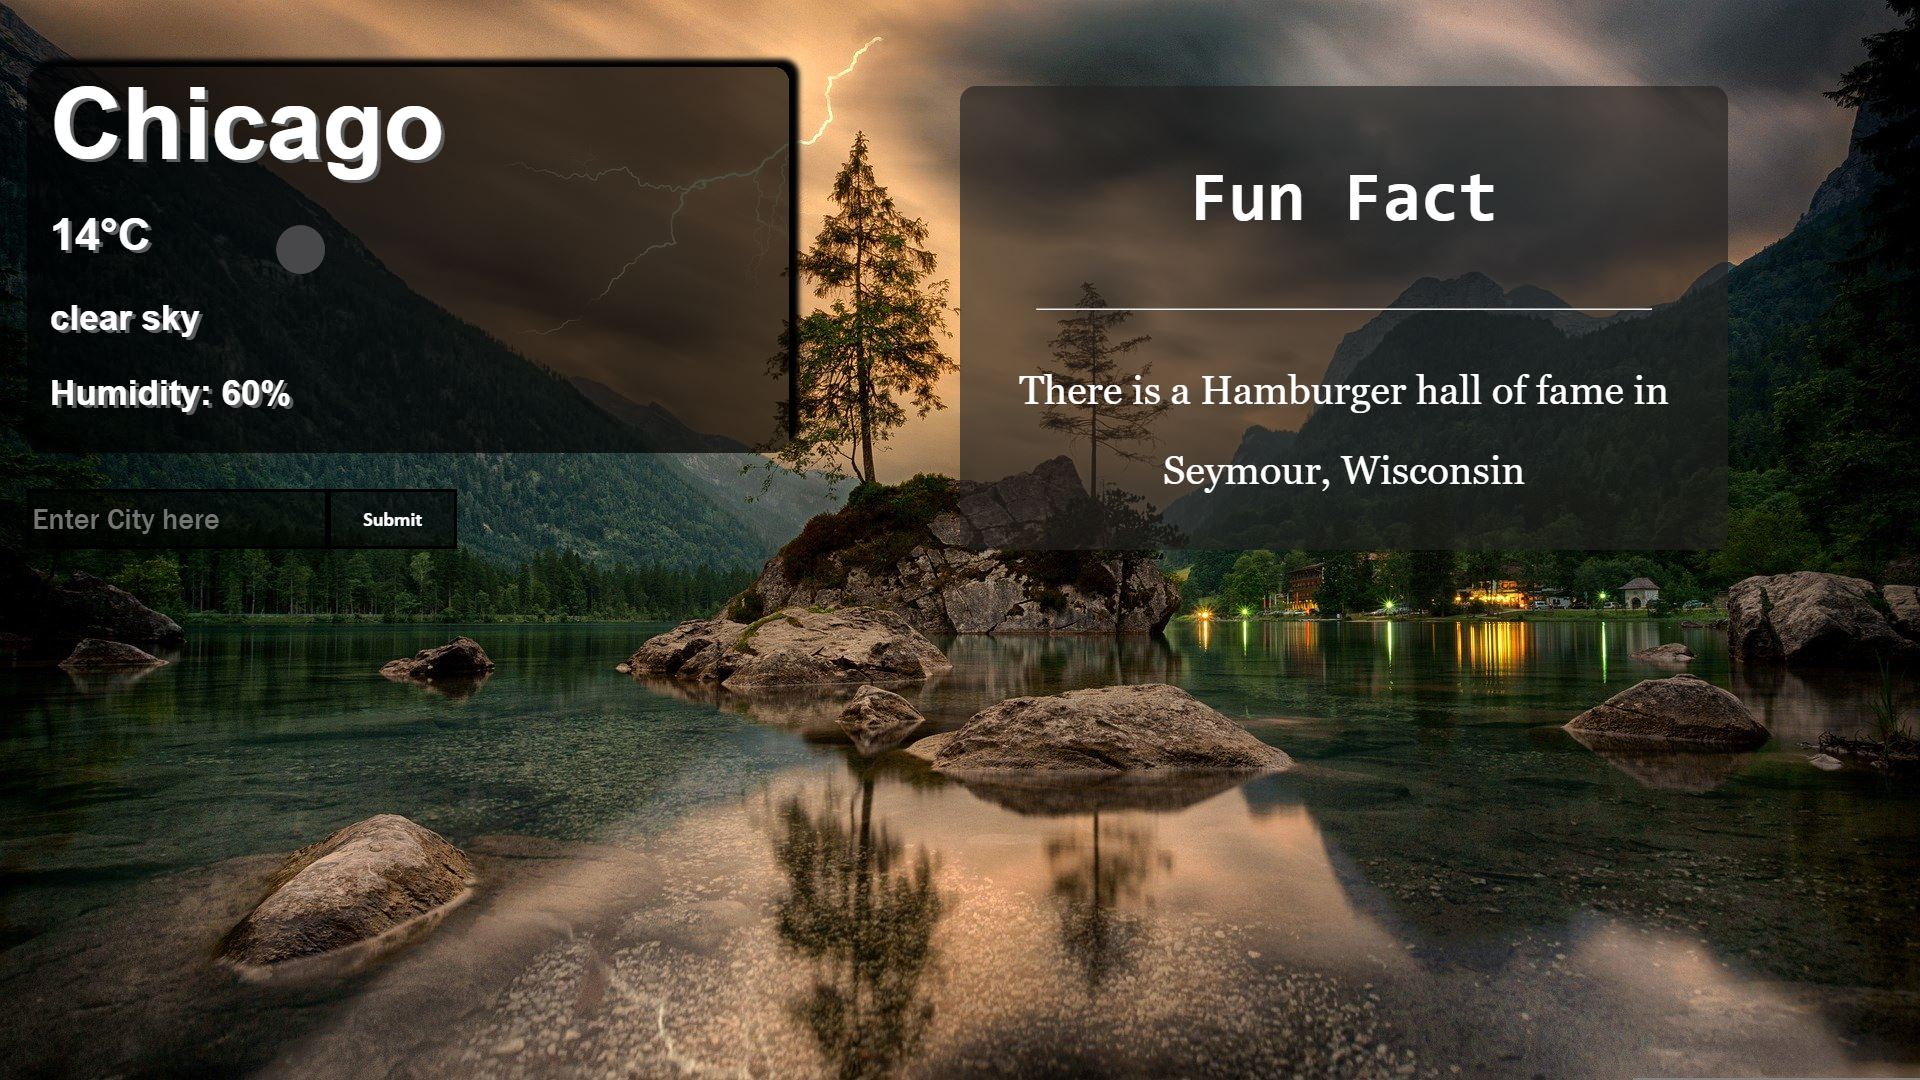 Chicago
14°C
clear sky
Humidity: 60%
Enter City here
Submit
Fun Fact
There is a Hamburger hall of fame in
Seymour, Wisconsin